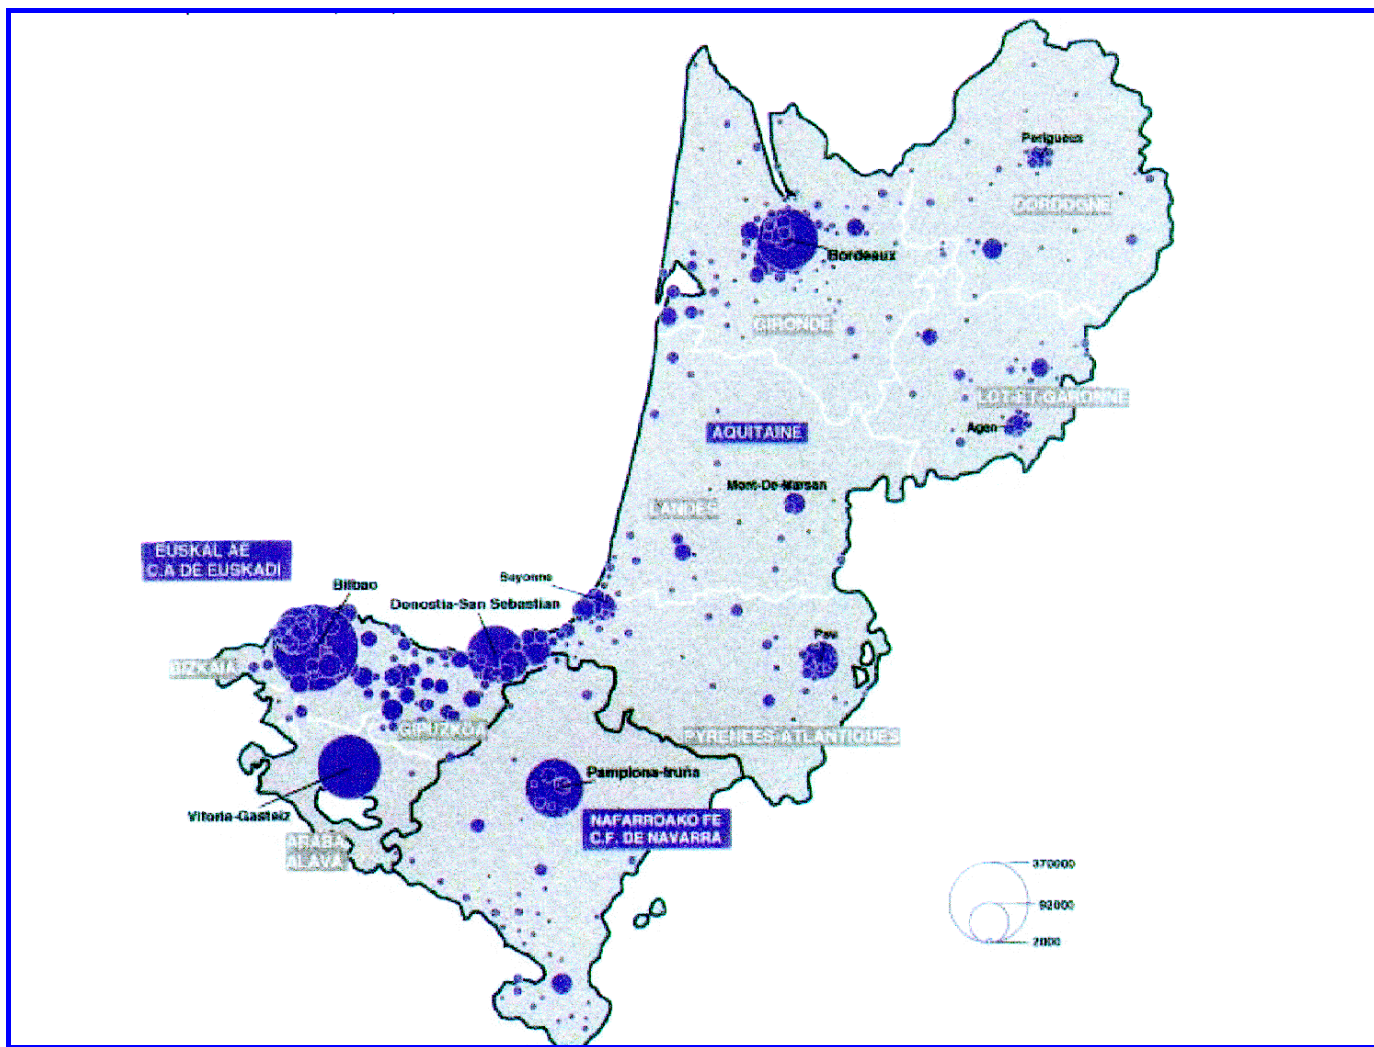 Perigueux
DORDOGNE
Bordeaux
GIRONDE
LOT-ET-GARONNE
Agen
AQUITAINE
Mont-De-Marsan
LANDES
EUSKAL AE
C.A DE EUSKADI
Bilbao
Bayonne
Donostia-San Sebastian
Pau
BIZKAIA
GIPUZKOA
PYRENEES-ATLANTIQUES
Pamplona-Iruña
Vitoria-Gasteiz
NAFARROAKO FE
C.F. DE NAVARRA
ARABA
ALAVA
370000
92000
2000